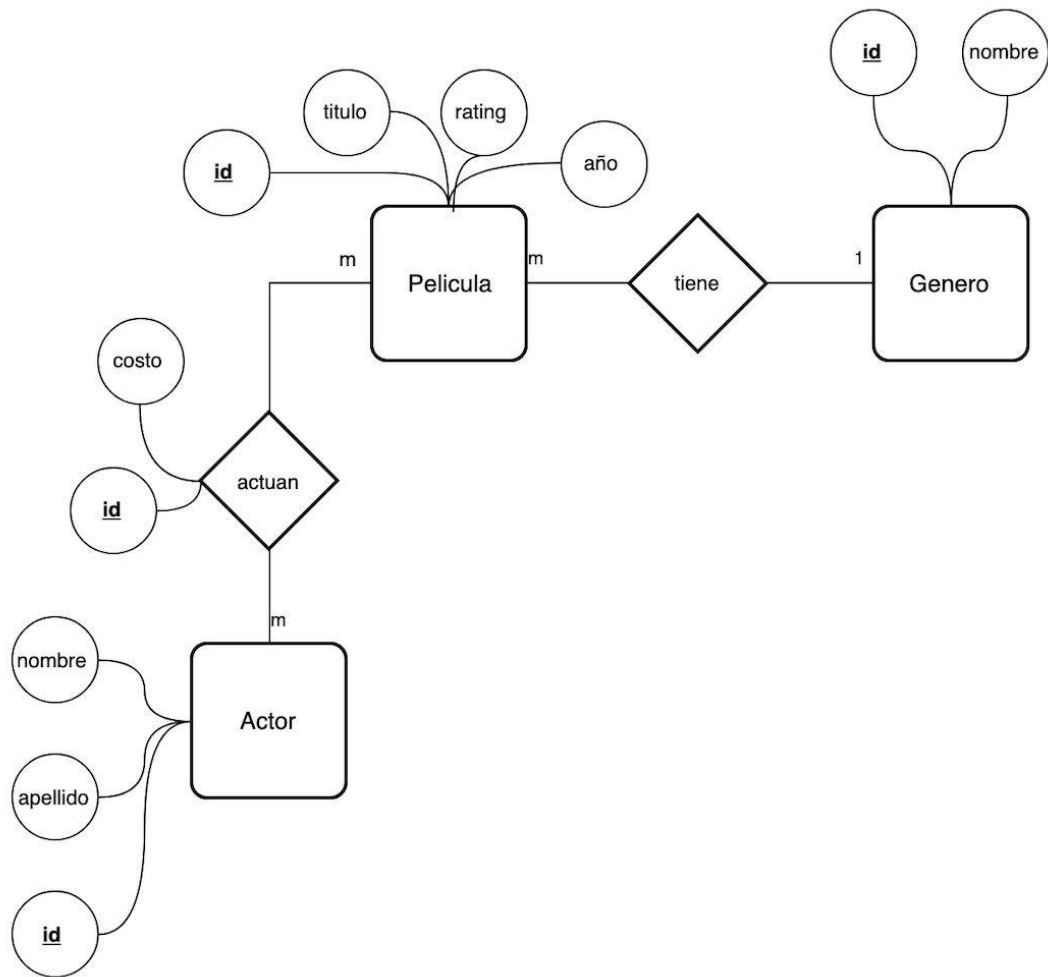 id
nombre
titulo
rating
id
año
m
Pelicula
m
tiene
1
Genero
costo
actuan
id
m
nombre
Actor
apellido
id